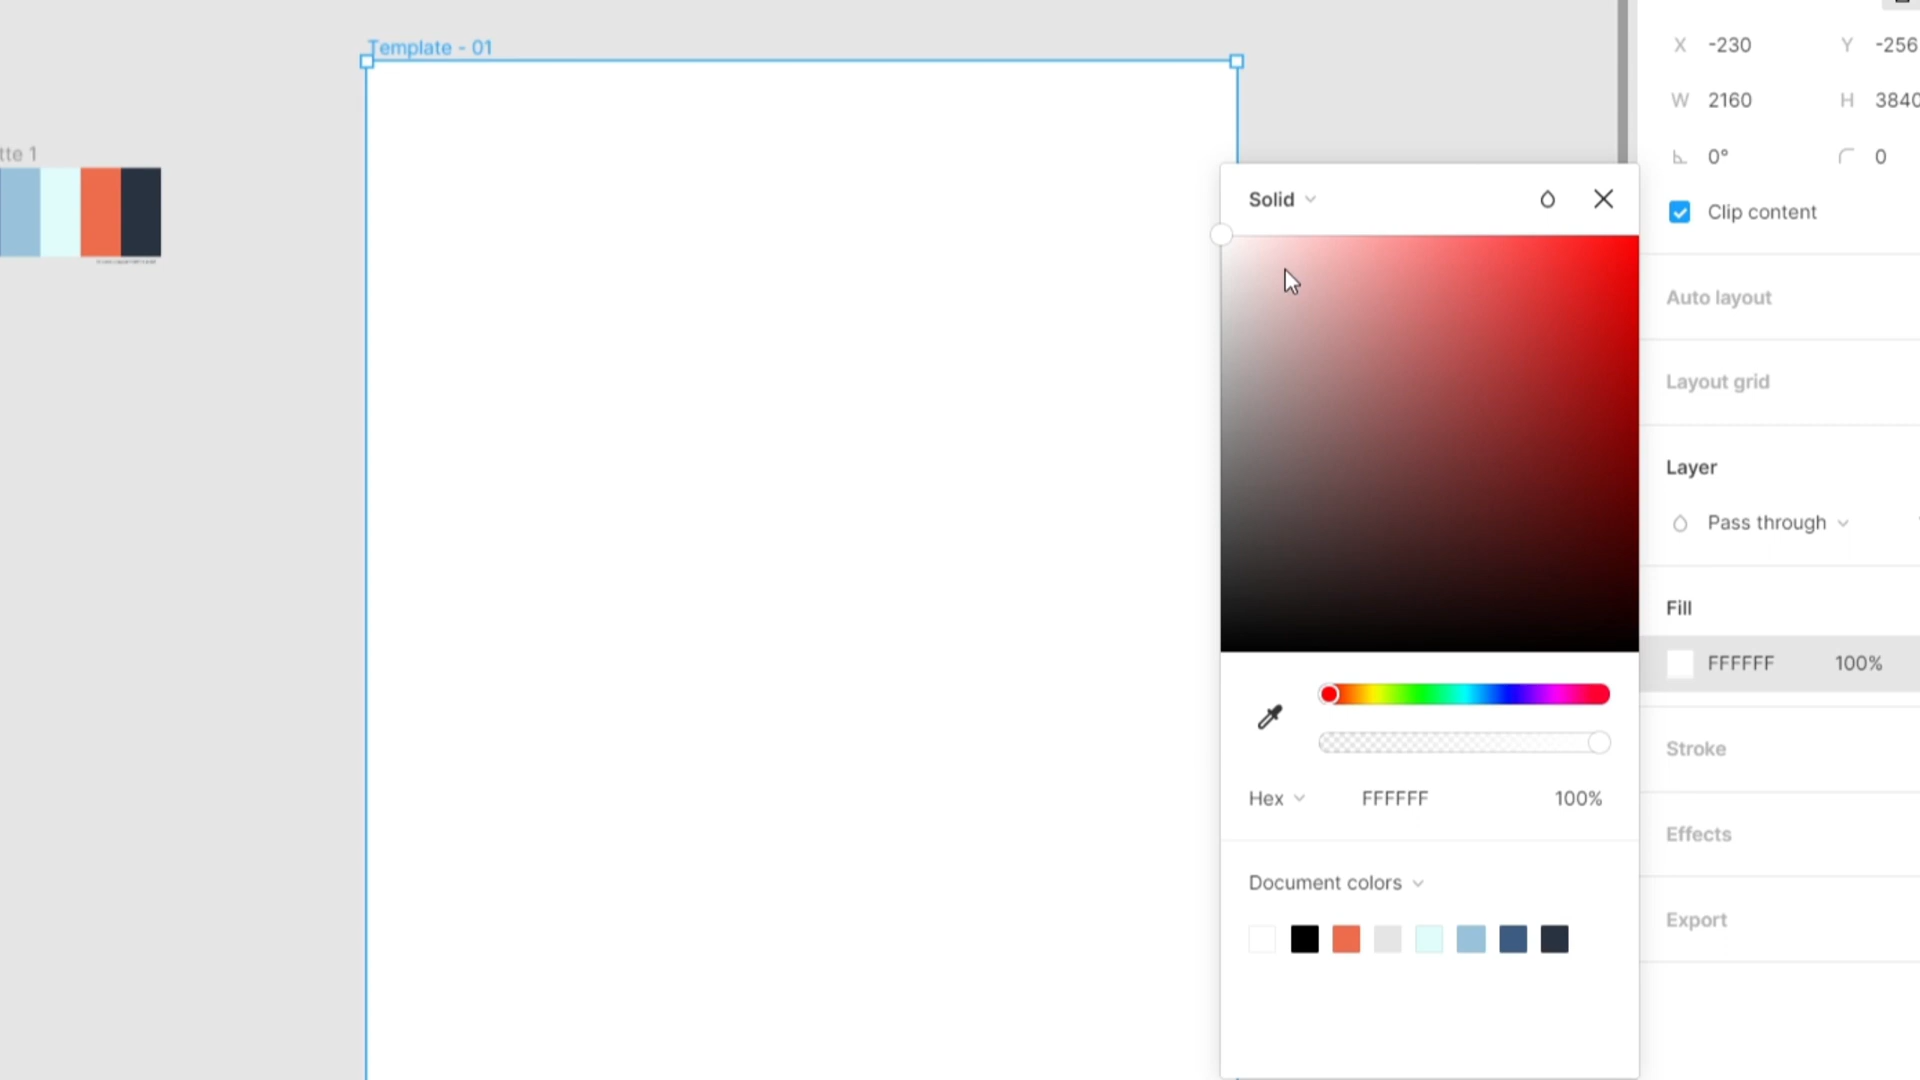 Template - 01
tte 1
X -230 Y -256
W 2160 H 3840
0° 0
Clip content
Auto layout
Layout grid
Layer
Pass through
Fill
FFFFFF 100%
Stroke
Effects
Export
Solid
Hex FFFFFF 100%
Document colors